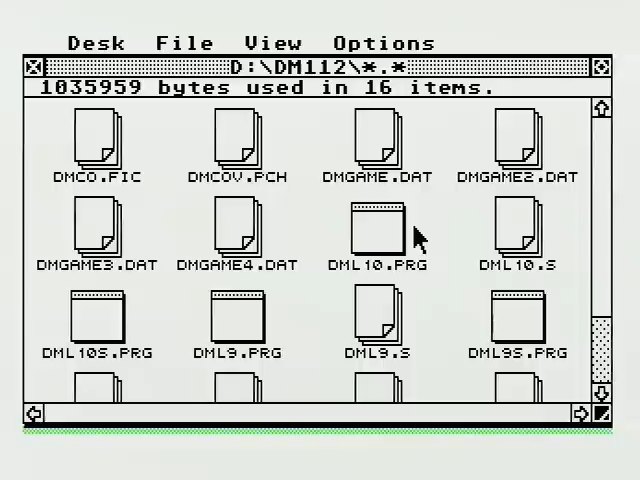 Desk File View Options
D:\DM112\*.*
1035959 bytes used in 16 items.
DMCO.FIC DMCOV.PCH DMGAME.DAT DMGAME2.DAT
DMGAME3.DAT DMGAME4.DAT DML10.PRG DML10.S
DML10S.PRG DML9.PRG DML9.S DML9S.PRG